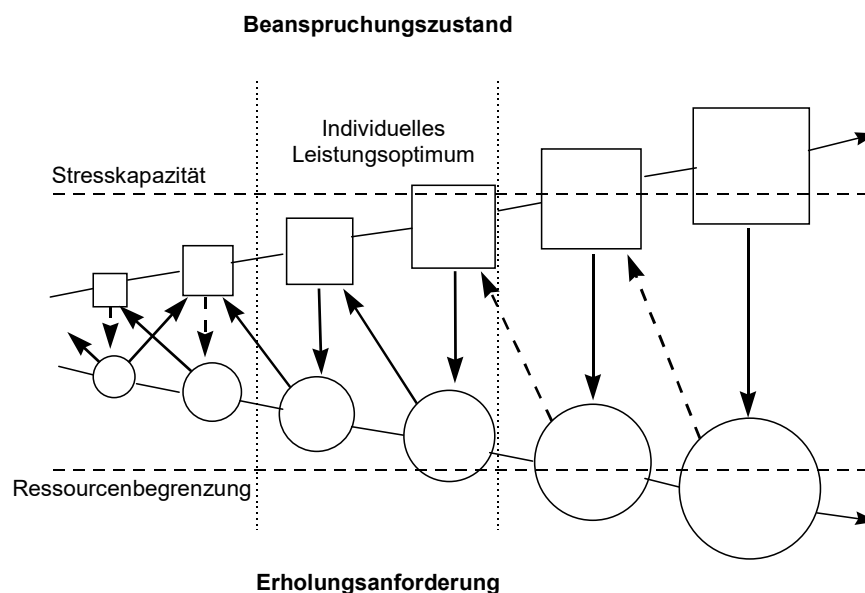 Beanspruchungszustand
Individuelles
Leistungsoptimum
Stresskapazität
Ressourcenbegrenzung
Erholungsanforderung